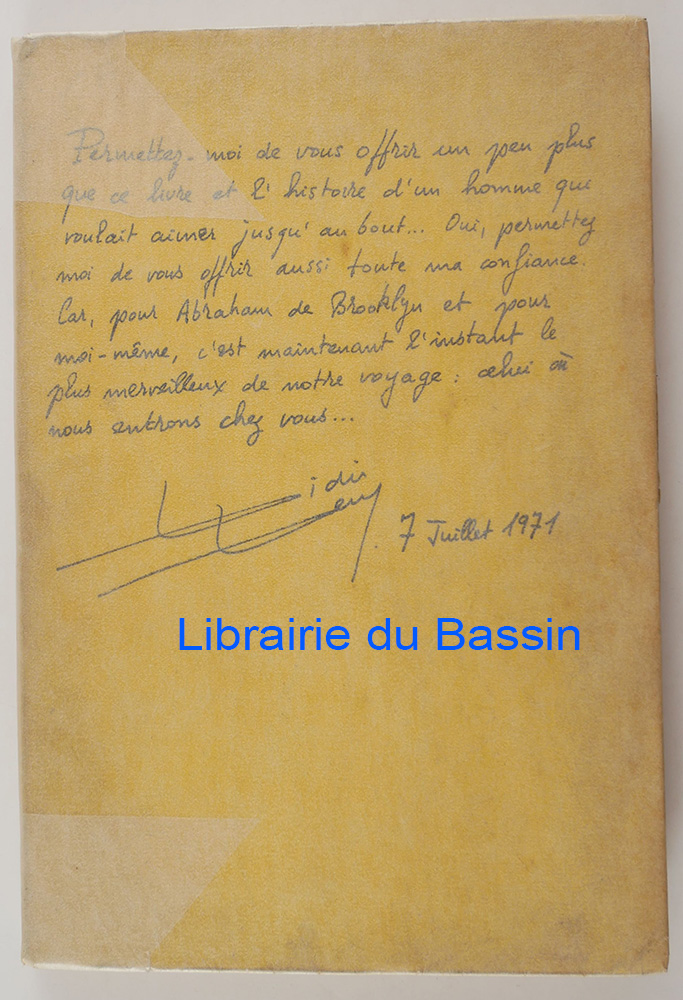 Permettez-moi de vous offrir un peu plus
que ce livre et l'histoire d'un homme qui
voulait aimer jusqu'au bout... Oui, permettez
moi de vous offrir aussi toute ma confiance.
Car, pour Abraham de Brooklyn et pour
moi-même, c'est maintenant l'instant le
plus merveilleux de notre voyage : celui où
nous entrons chez vous...
7 Juillet 1971
Librairie du Bassin